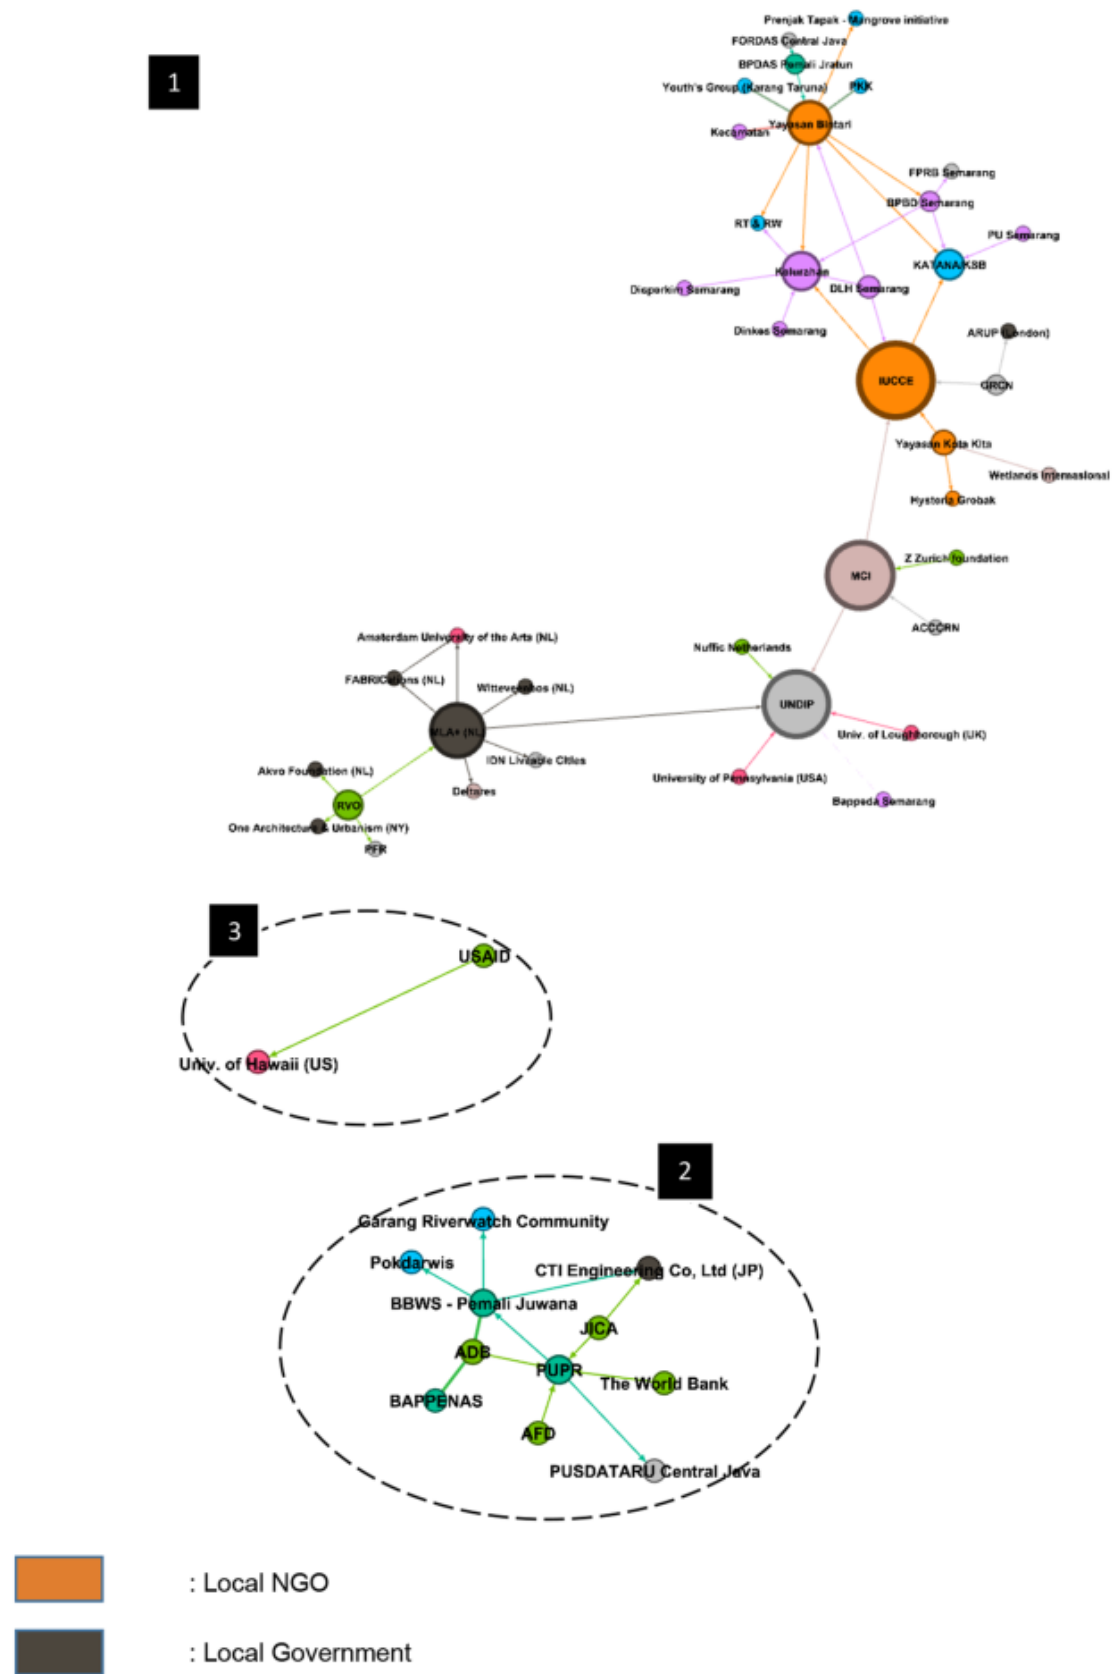 1
Prenjak Tapak - Mangrove initiative
FORDAS Central Java
BPDAS Pemali Jratun
Youth's Group (Karang Taruna)
PKK
Yayasan Bintari
Kecamatan
FPRB Semarang
BPBD Semarang
RT & RW
PU Semarang
Kelurahan
KATANA/KSB
Disperkim Semarang
DLH Semarang
Dinkes Semarang
ARUP (London)
IUCCE
GRCN
Yayasan Kota Kita
Wetlands Internasional
Hysteria Grobak
Z Zurich foundation
MCI
ACCCRN
Amsterdam University of the Arts (NL)
Nuffic Netherlands
FABRICations (NL)
Witteveenbos (NL)
UNDIP
MLA+ (NL)
Univ. of Loughborough (UK)
IDN Liveable Cities
Akvo Foundation (NL)
University of Pennsylvania (USA)
Deltares
Bappeda Semarang
RVO
One Architecture & Urbanism (NY)
PFR
3
USAID
Univ. of Hawaii (US)
2
Garang Riverwatch Community
Pokdarwis
CTI Engineering Co, Ltd (JP)
BBWS - Pemali Juwana
JICA
ADB
PUPR
The World Bank
BAPPENAS
AFD
PUSDATARU Central Java
: Local NGO
: Local Government